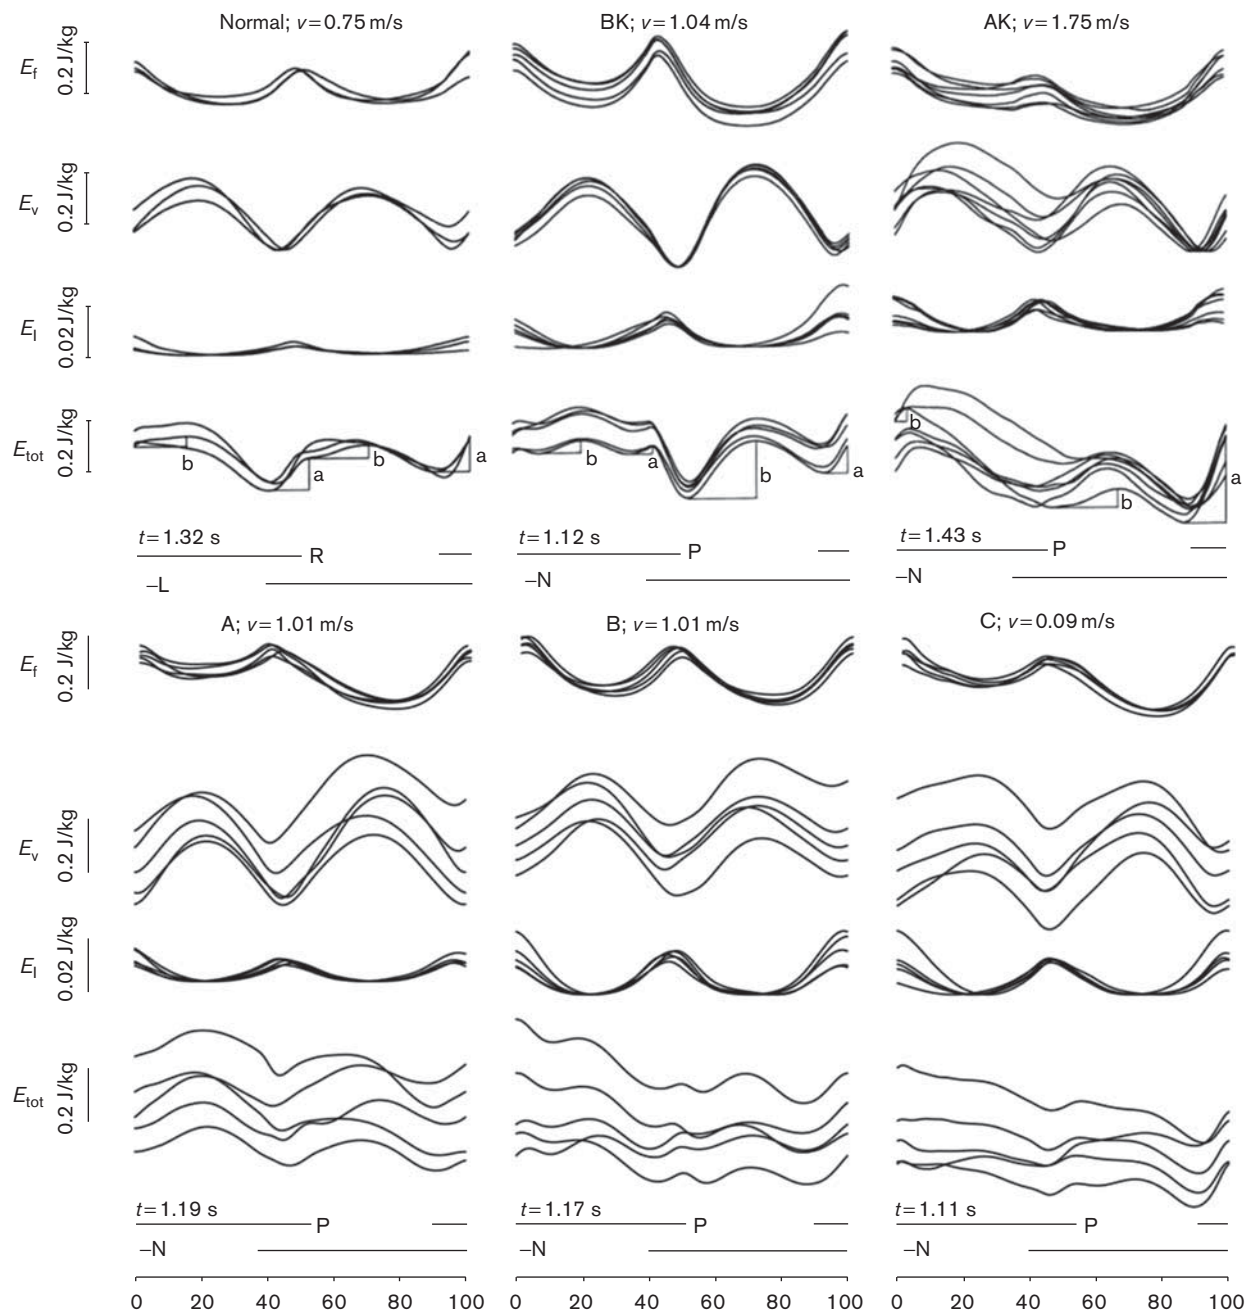 Normal; v=0.75 m/s BK; v=1.04 m/s AK; v=1.75 m/s
Ef 0.2 J/kg
Ev 0.2 J/kg
El 0.02 J/kg
Etot 0.2 J/kg
b a b a b a b b a b b a
t=1.32 s R t=1.12 s P t=1.43 s P
–L –N –N
A; v=1.01 m/s B; v=1.01 m/s C; v=0.09 m/s
Ef 0.2 J/kg
Ev 0.2 J/kg
El 0.02 J/kg
Etot 0.2 J/kg
t=1.19 s P t=1.17 s P t=1.11 s P
–N –N –N
0 20 40 60 80 100 0 20 40 60 80 100 0 20 40 60 80 100